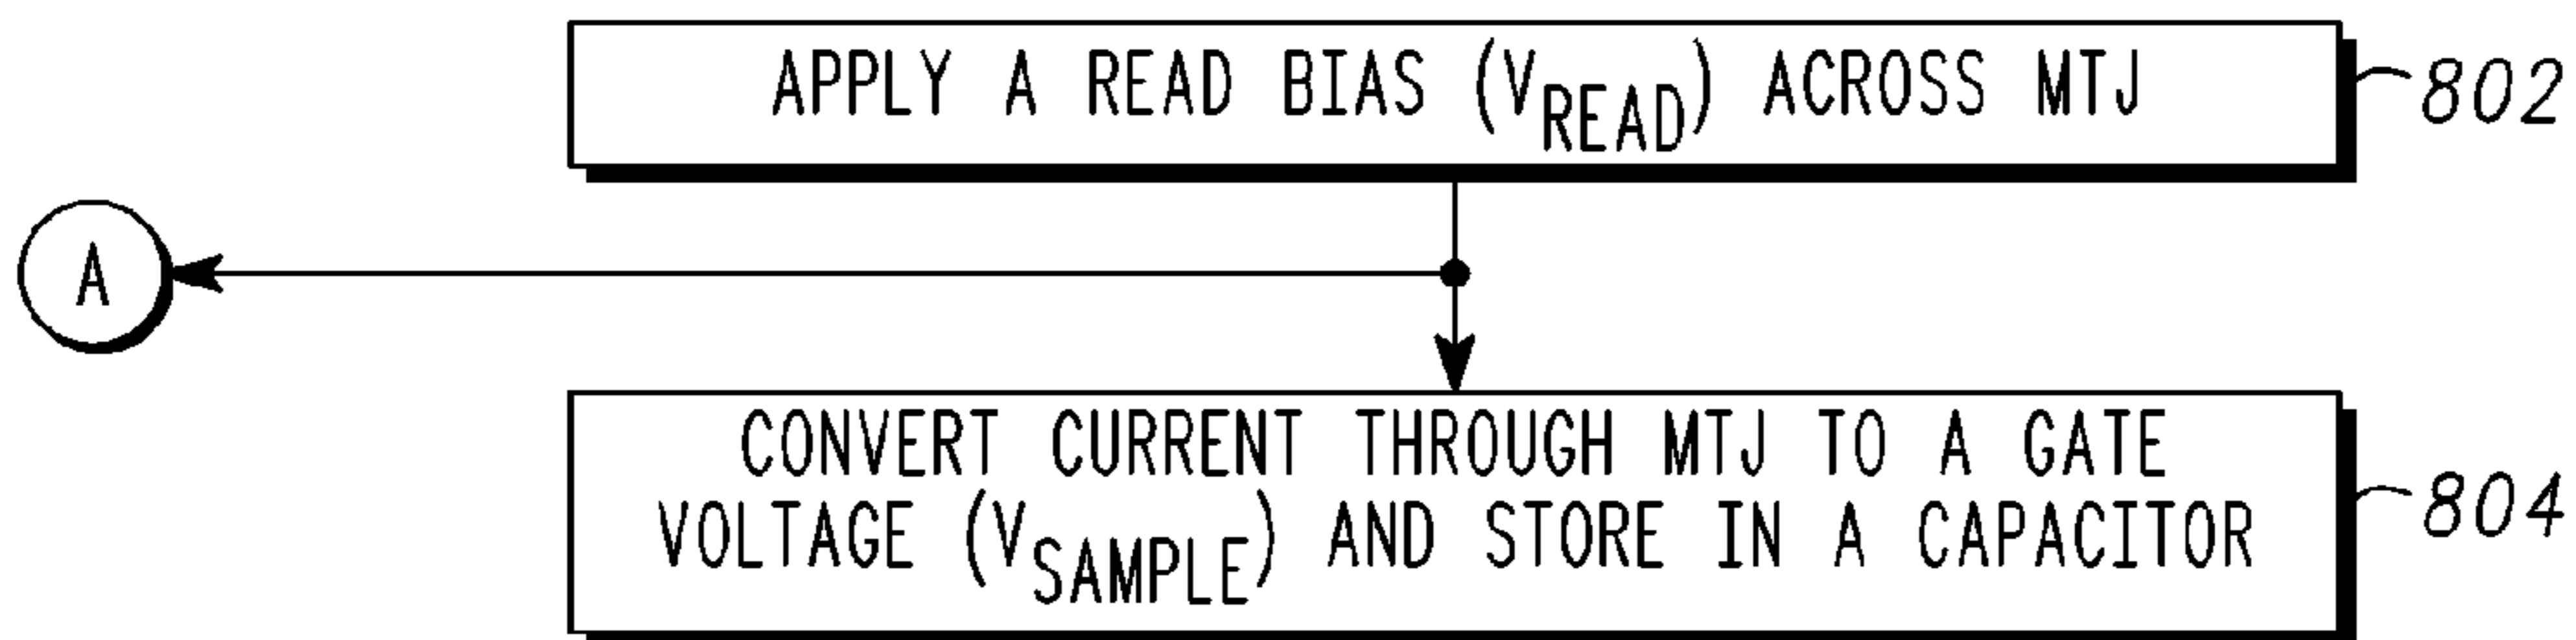 APPLY A READ BIAS (VREAD) ACROSS MTJ
802
A
CONVERT CURRENT THROUGH MTJ TO A GATE
VOLTAGE (VSAMPLE) AND STORE IN A CAPACITOR
804